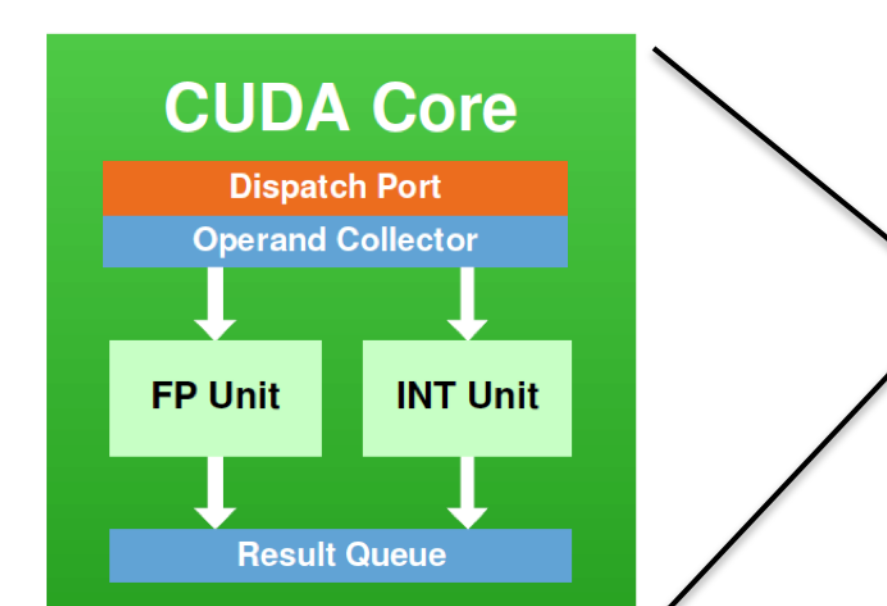 CUDA Core
Dispatch Port
Operand Collector
FP Unit
INT Unit
Result Queue